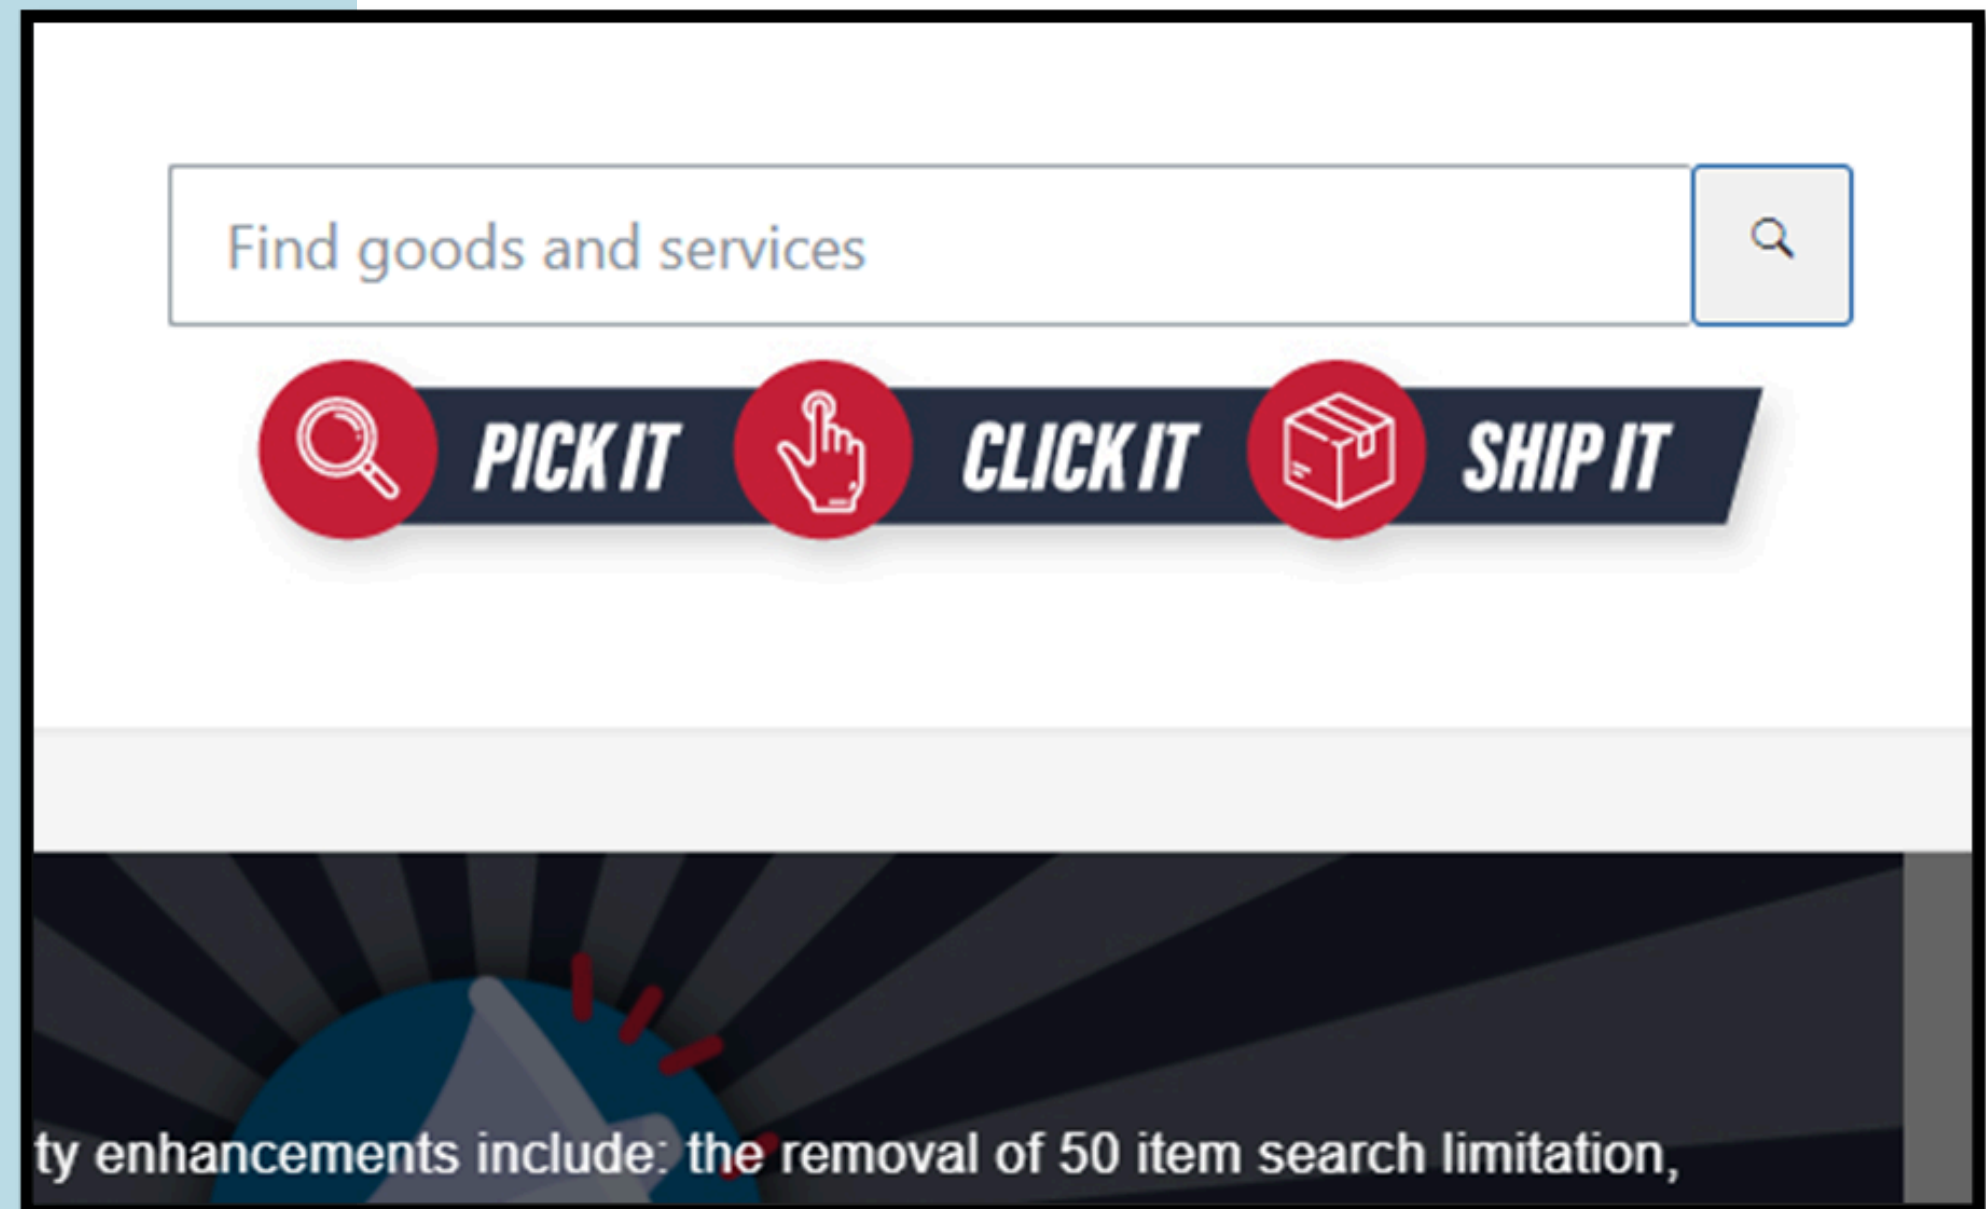 Find goods and services
PICK IT CLICK IT SHIP IT
ty enhancements include: the removal of 50 item search limitation,